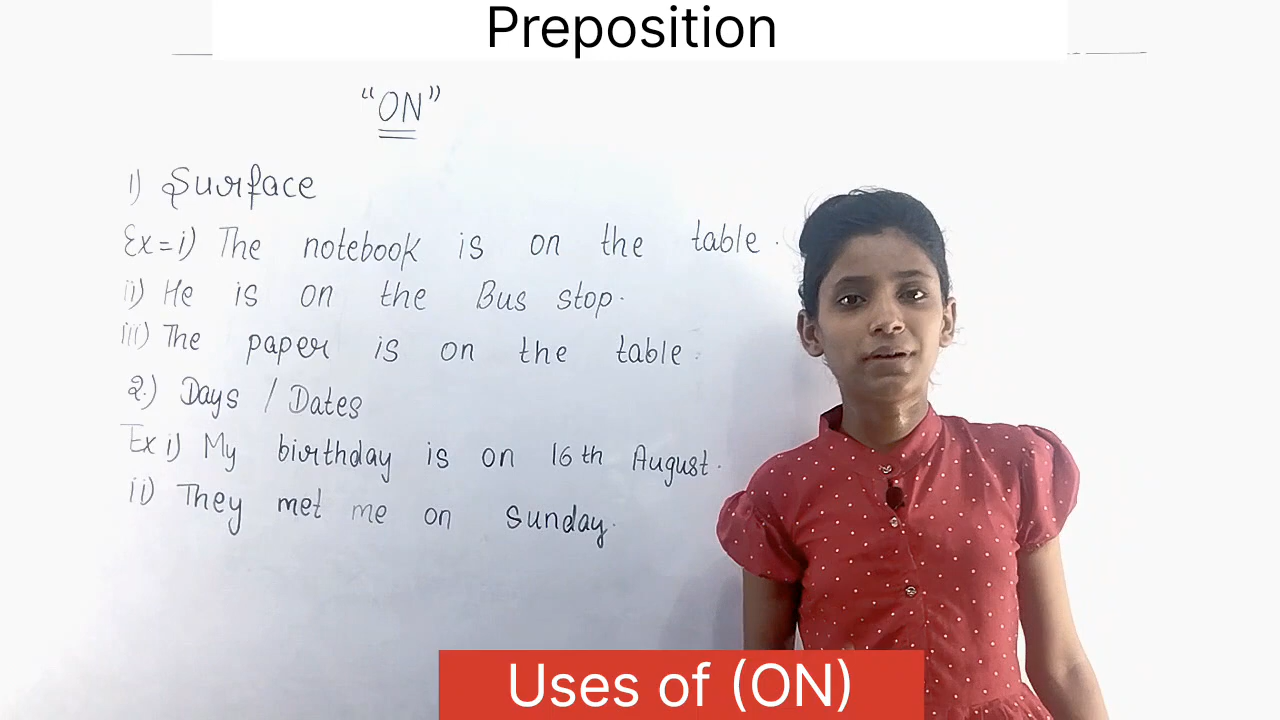 Preposition
“ON”
1) Surface
Ex=i) The notebook is on the table.
ii) He is on the Bus stop.
iii) The paper is on the table.
2.) Days / Dates
Ex i) My birthday is on 16th August.
ii) They met me on Sunday.
Uses of (ON)